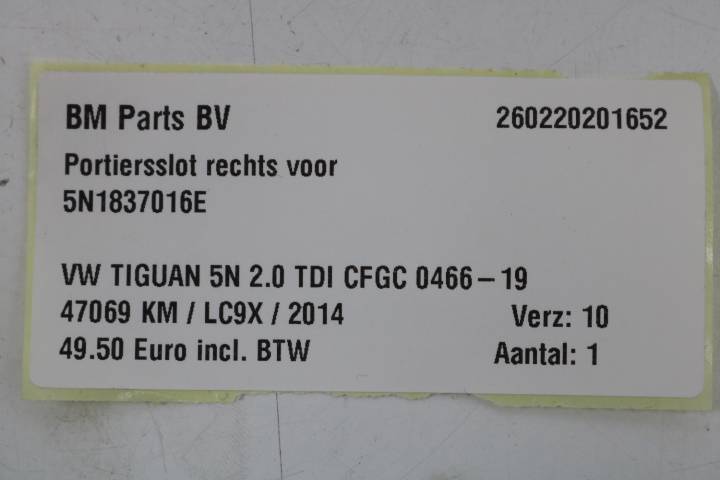 BM Parts BV 260220201652
Portiersslot rechts voor
5N1837016E
VW TIGUAN 5N 2.0 TDI CFGC 0466-19
47069 KM / LC9X / 2014 Verz: 10
49.50 Euro incl. BTW Aantal: 1